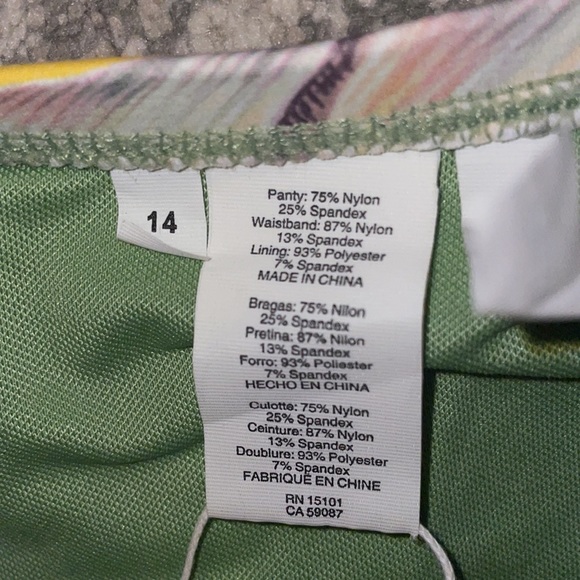 14
Panty: 75% Nylon
25% Spandex
Waistband: 87% Nylon
13% Spandex
Lining: 93% Polyester
7% Spandex
MADE IN CHINA
Bragas: 75% Nilon
25% Spandex
Pretina: 87% Nilon
13% Spandex
Forro: 93% Poliester
7% Spandex
HECHO EN CHINA
Culotte: 75% Nylon
25% Spandex
Ceinture: 87% Nylon
13% Spandex
Doublure: 93% Polyester
7% Spandex
FABRIQUÉ EN CHINE
RN 15101
CA 59087